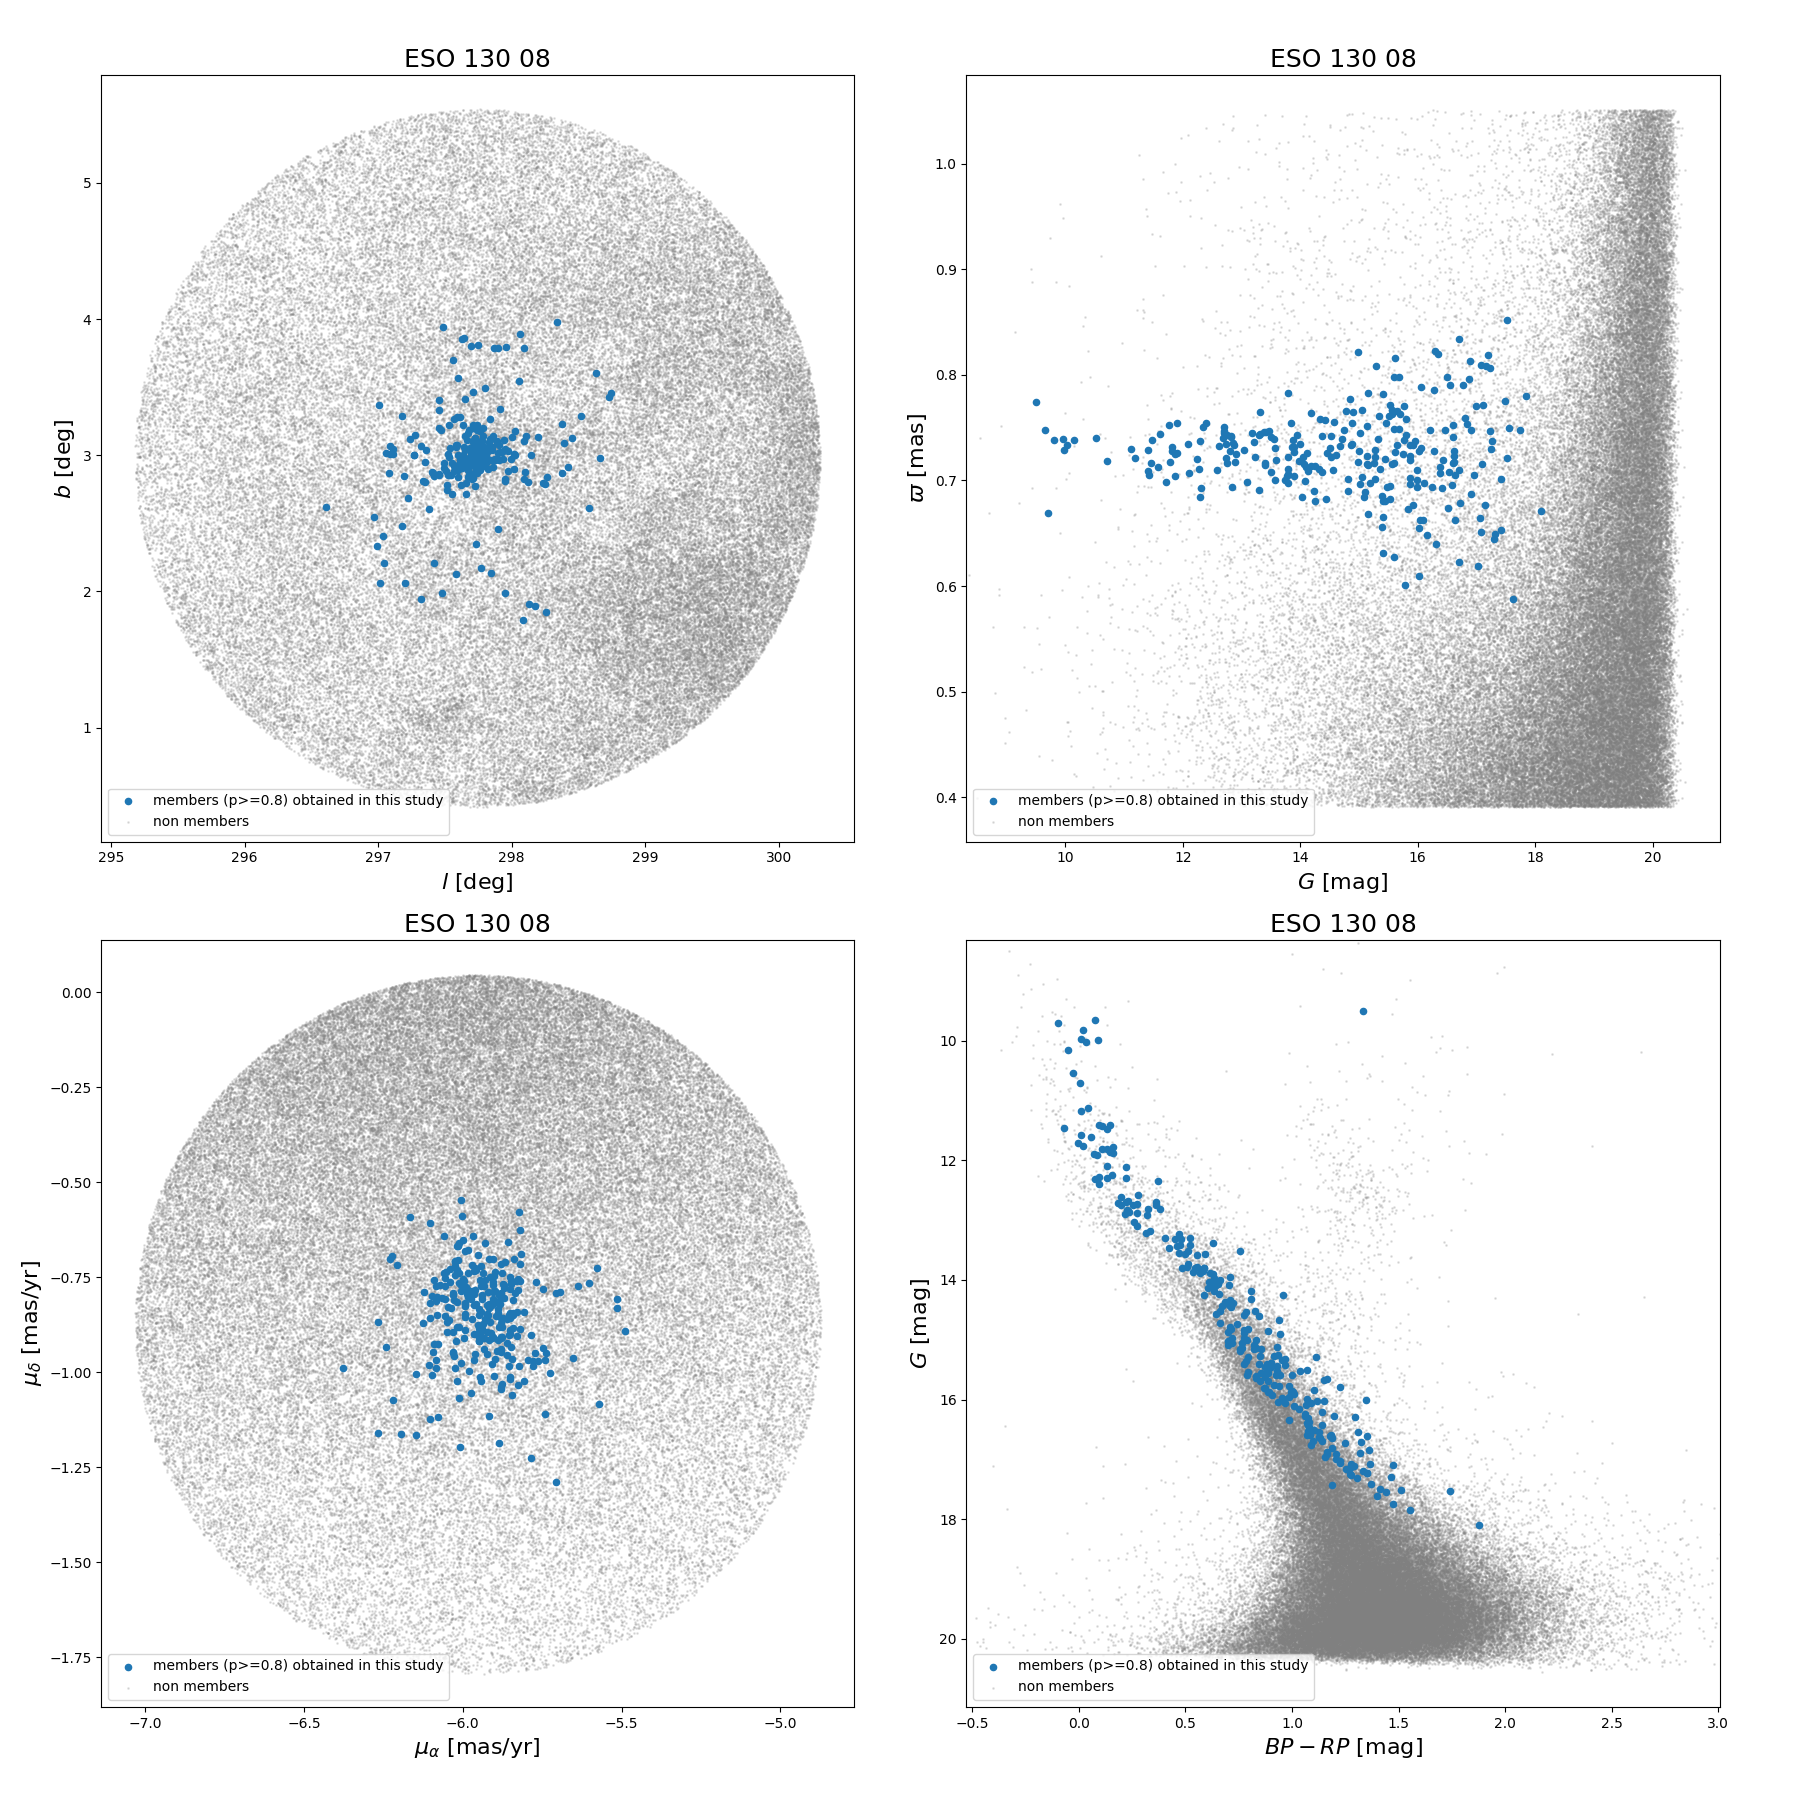 ESO 130 08
5
4
3
2
1
b [deg]
members (p>=0.8) obtained in this study
non members
295
296
297
298
299
300
l [deg]
ESO 130 08
1.0
0.9
0.8
0.7
0.6
0.5
0.4
ϖ [mas]
members (p>=0.8) obtained in this study
non members
10
12
14
16
18
20
G [mag]
ESO 130 08
0.00
−0.25
−0.50
−0.75
−1.00
−1.25
−1.50
−1.75
μδ [mas/yr]
members (p>=0.8) obtained in this study
non members
−7.0
−6.5
−6.0
−5.5
−5.0
μα [mas/yr]
ESO 130 08
10
12
14
16
18
20
G [mag]
members (p>=0.8) obtained in this study
non members
−0.5
0.0
0.5
1.0
1.5
2.0
2.5
3.0
BP − RP [mag]